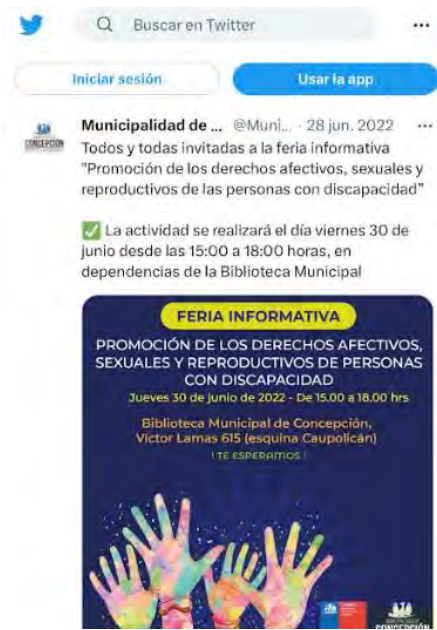 Buscar en Twitter
Iniciar sesión
Usar la app
Municipalidad de ... @Muni... · 28 jun. 2022
Todos y todas invitadas a la feria informativa
"Promoción de los derechos afectivos, sexuales y
reproductivos de las personas con discapacidad"
La actividad se realizará el día viernes 30 de
junio desde las 15:00 a 18:00 horas, en
dependencias de la Biblioteca Municipal
FERIA INFORMATIVA
PROMOCIÓN DE LOS DERECHOS AFECTIVOS,
SEXUALES Y REPRODUCTIVOS DE PERSONAS
CON DISCAPACIDAD
Jueves 30 de junio de 2022 - De 15.00 a 18.00 hrs
Biblioteca Municipal de Concepción,
Víctor Lamas 615 (esquina Caupolicán)
! TE ESPERAMOS !
CONCEPCIÓN